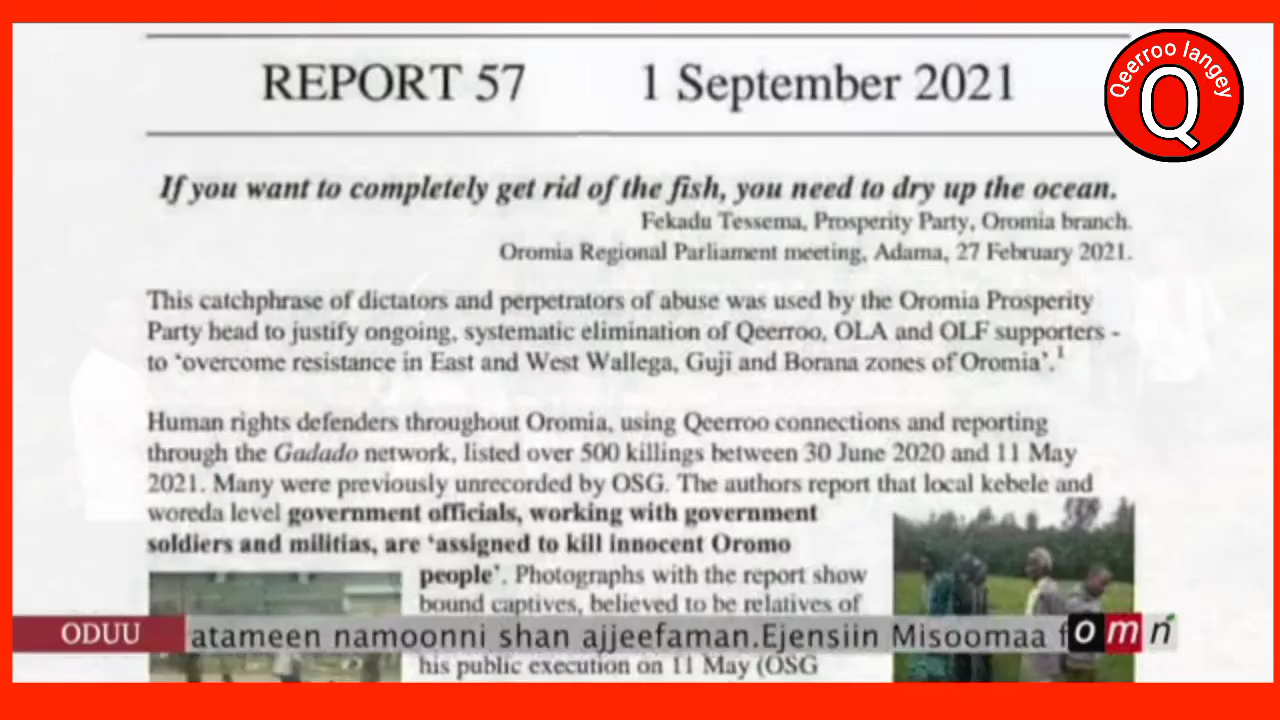 REPORT 57 1 September 2021
Qeerroo langey
Q
If you want to completely get rid of the fish, you need to dry up the ocean.
Fekadu Tessema, Prosperity Party, Oromia branch.
Oromia Regional Parliament meeting, Adama, 27 February 2021.
This catchphrase of dictators and perpetrators of abuse was used by the Oromia Prosperity
Party head to justify ongoing, systematic elimination of Qeerroo, OLA and OLF supporters -
to ‘overcome resistance in East and West Wallega, Guji and Borana zones of Oromia’.1
Human rights defenders throughout Oromia, using Qeerroo connections and reporting
through the Gadado network, listed over 500 killings between 30 June 2020 and 11 May
2021. Many were previously unrecorded by OSG. The authors report that local kebele and
woreda level government officials, working with government
soldiers and militias, are ‘assigned to kill innocent Oromo
people’. Photographs with the report show
bound captives, believed to be relatives of
ODUU atameen namoonni shan ajjeefaman.Ejensiin Misoomaa f
omn
his public execution on 11 May (OSG